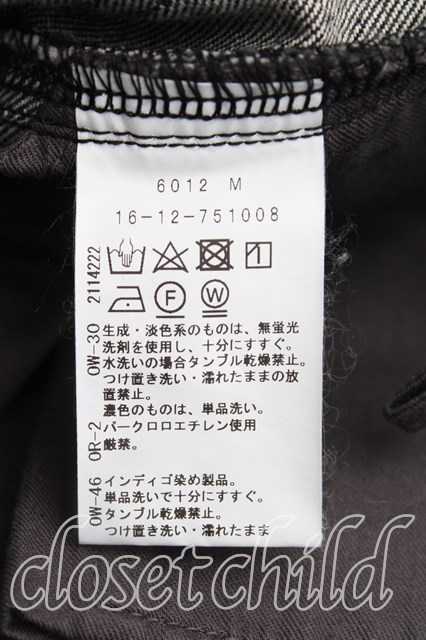 6012 M
16-12-751008
2114222
F
W
OW-30
生成・淡色系のものは、無蛍光
洗剤を使用し、十分にすすぐ。
水洗いの場合タンブル乾燥禁止。
つけ置き洗い・濡れたままの放
置禁止。
濃色のものは、単品洗い。
OR-2
パークロロエチレン使用
厳禁。
OW-46
インディゴ染め製品。
単品洗いで十分にすすぐ。
タンブル乾燥禁止。
つけ置き洗い・濡れたまま
closetchild